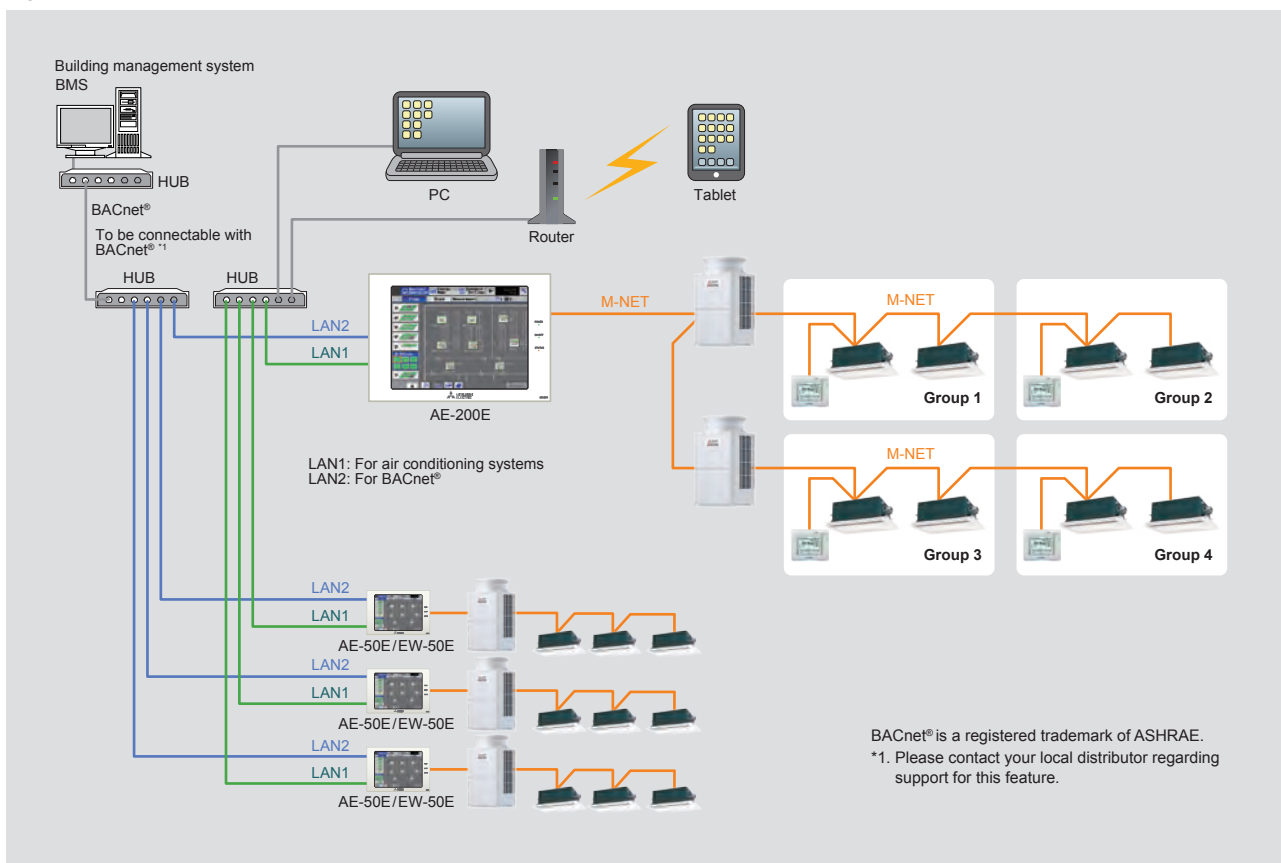 Building management system
BMS
HUB
BACnet®
To be connectable with
BACnet® *1
HUB
HUB
PC
Router
Tablet
LAN2
LAN1
AE-200E
M-NET
M-NET
Group 1
Group 2
M-NET
Group 3
Group 4
LAN1: For air conditioning systems
LAN2: For BACnet®
LAN2
LAN1
AE-50E/EW-50E
LAN2
LAN1
AE-50E/EW-50E
LAN2
LAN1
AE-50E/EW-50E
BACnet® is a registered trademark of ASHRAE.
*1. Please contact your local distributor regarding
support for this feature.